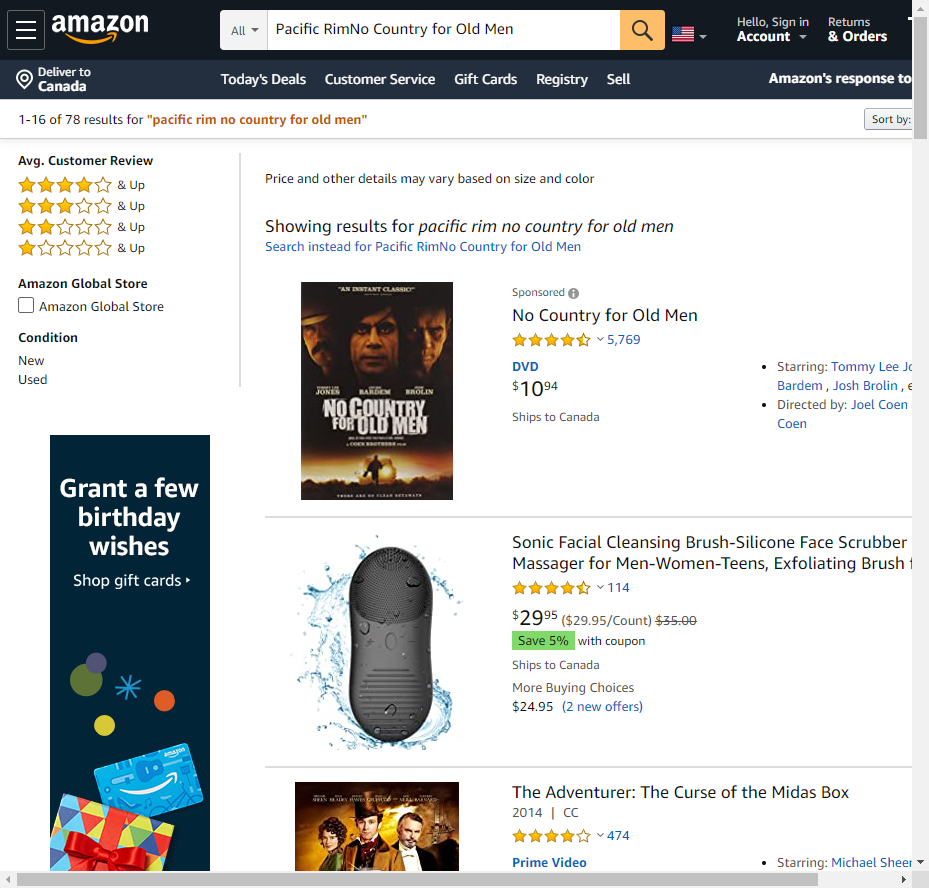 amazon
All
Pacific RimNo Country for Old Men
Hello, Sign in
Account
Returns
& Orders
Deliver to
Canada
Today's Deals
Customer Service
Gift Cards
Registry
Sell
Amazon's response to
1-16 of 78 results for "pacific rim no country for old men"
Sort by:
Avg. Customer Review
& Up
& Up
& Up
& Up
Amazon Global Store
Amazon Global Store
Condition
New
Used
Grant a few
birthday
wishes
Shop gift cards
amazon
Price and other details may vary based on size and color
Showing results for pacific rim no country for old men
Search instead for Pacific RimNo Country for Old Men
"AN INSTANT CLASSIC!"
TOMMY LEE JONES
JAVIER BARDEM
JOSH BROLIN
NO COUNTRY
FOR OLD MEN
A COEN BROTHERS FILM
THERE ARE NO CLEAN GETAWAYS
Sponsored
No Country for Old Men
5,769
DVD
$10.94
Ships to Canada
Starring: Tommy Lee Jo
Bardem , Josh Brolin , e
Directed by: Joel Coen
Coen
Sonic Facial Cleansing Brush-Silicone Face Scrubber
Massager for Men-Women-Teens, Exfoliating Brush f
114
$29.95 ($29.95/Count) $35.00
Save 5% with coupon
Ships to Canada
More Buying Choices
$24.95 (2 new offers)
The Adventurer: The Curse of the Midas Box
2014 | CC
474
Prime Video
Starring: Michael Sheen